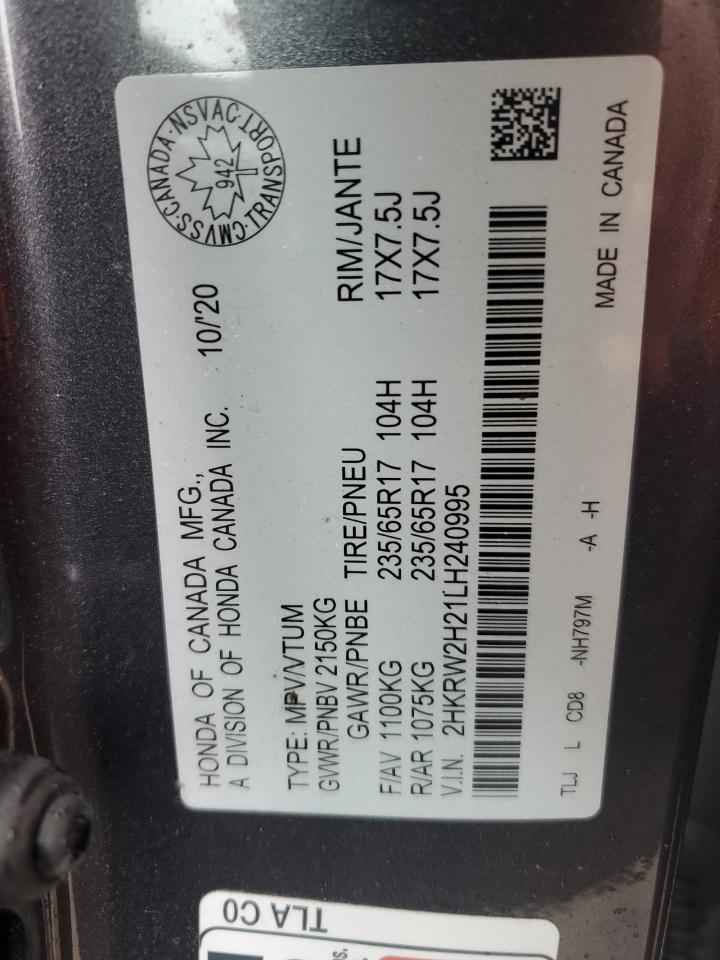 HONDA OF CANADA MFG.,
A DIVISION OF HONDA CANADA INC. 10/'20
CMVSS·CANADA·NSVAC·TRANSPORT·
942
TYPE: MPV/VTUM
GVWR/PNBV 2150KG
GAWR/PNBE TIRE/PNEU RIM/JANTE
F/AV 1100KG 235/65R17 104H 17X7.5J
R/AR 1075KG 235/65R17 104H 17X7.5J
V.I.N. 2HKRW2H21LH240995
TLJ L CD8 -NH797M -A -H MADE IN CANADA
TLA C0